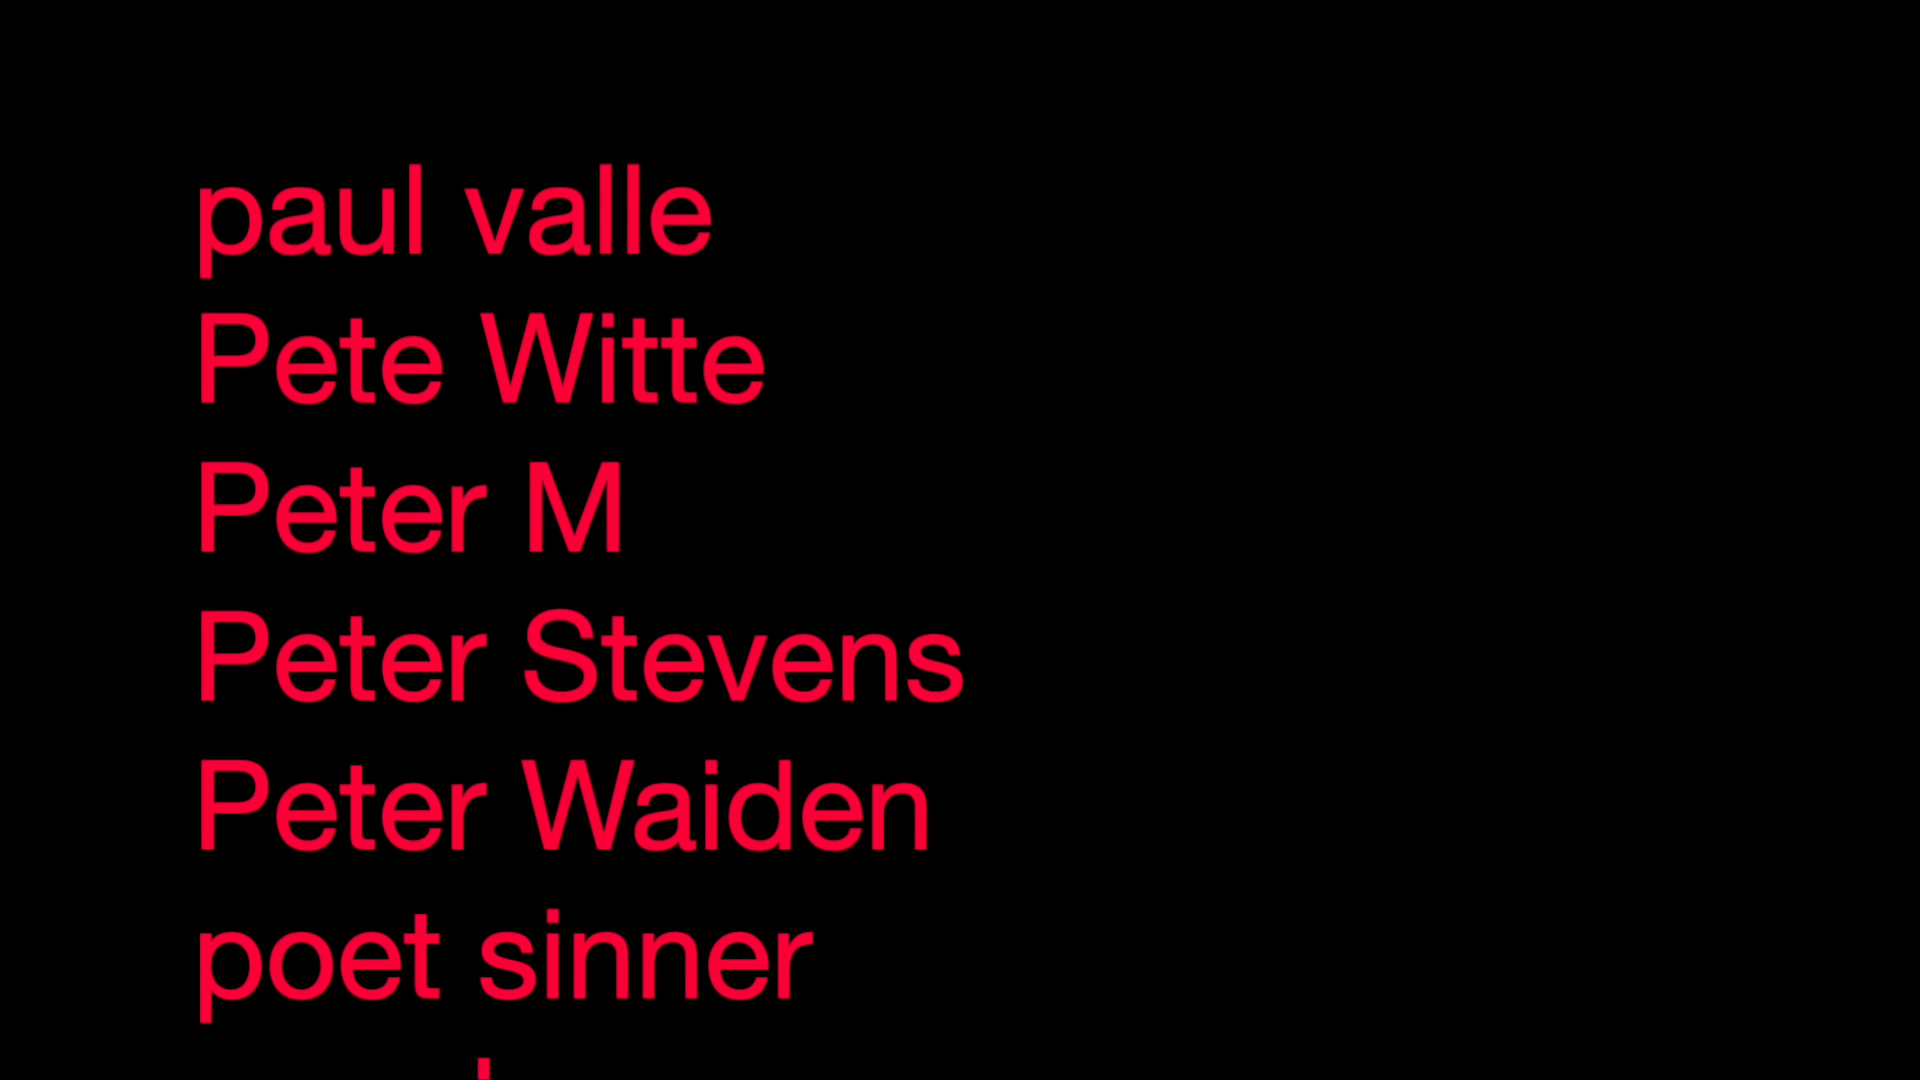 paul valle
Pete Witte
Peter M
Peter Stevens
Peter Waiden
poet sinner